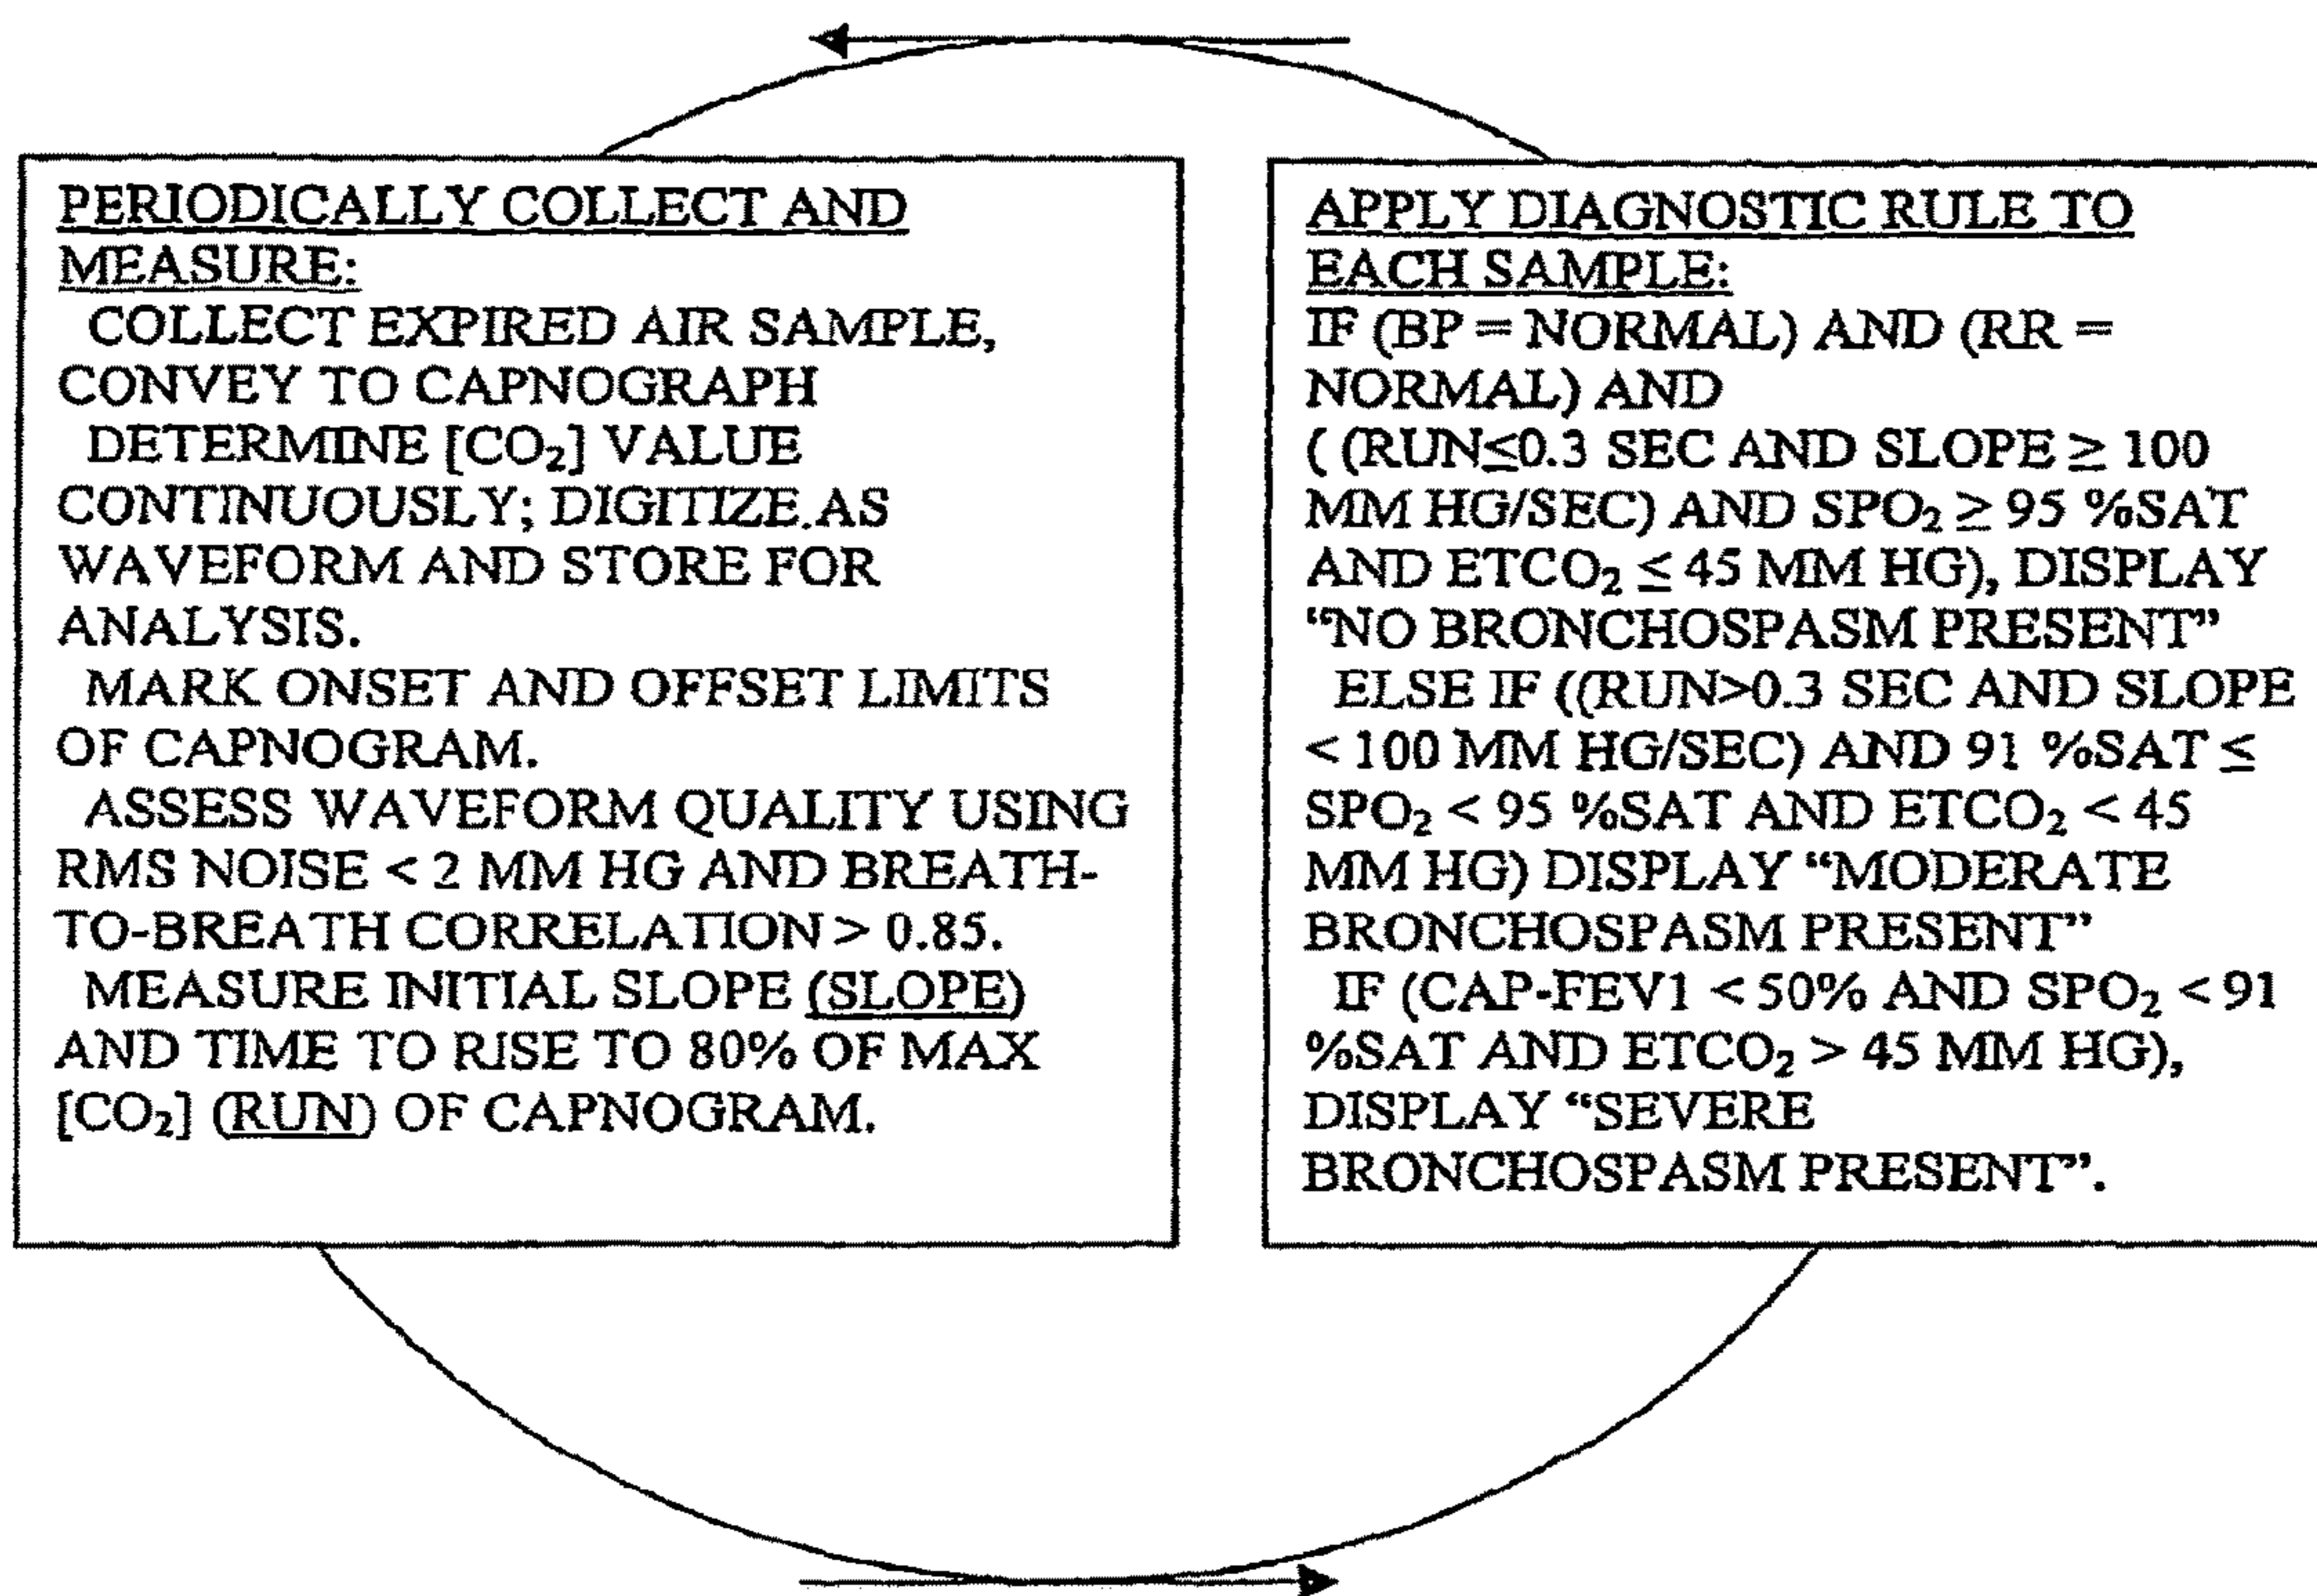 PERIODICALLY COLLECT AND
MEASURE:
COLLECT EXPIRED AIR SAMPLE,
CONVEY TO CAPNOGRAPH
DETERMINE [CO₂] VALUE
CONTINUOUSLY; DIGITIZE AS
WAVEFORM AND STORE FOR
ANALYSIS.
MARK ONSET AND OFFSET LIMITS
OF CAPNOGRAM.
ASSESS WAVEFORM QUALITY USING
RMS NOISE < 2 MM HG AND BREATH-
TO-BREATH CORRELATION > 0.85.
MEASURE INITIAL SLOPE (SLOPE)
AND TIME TO RISE TO 80% OF MAX
[CO₂] (RUN) OF CAPNOGRAM.
APPLY DIAGNOSTIC RULE TO
EACH SAMPLE:
IF (BP = NORMAL) AND (RR =
NORMAL) AND
( (RUN≤0.3 SEC AND SLOPE ≥ 100
MM HG/SEC) AND SPO₂ ≥ 95 %SAT
AND ETCO₂ ≤ 45 MM HG), DISPLAY
“NO BRONCHOSPASM PRESENT”
ELSE IF ((RUN>0.3 SEC AND SLOPE
< 100 MM HG/SEC) AND 91 %SAT ≤
SPO₂ < 95 %SAT AND ETCO₂ < 45
MM HG) DISPLAY “MODERATE
BRONCHOSPASM PRESENT”
IF (CAP-FEV1 < 50% AND SPO₂ < 91
%SAT AND ETCO₂ > 45 MM HG),
DISPLAY “SEVERE
BRONCHOSPASM PRESENT”.